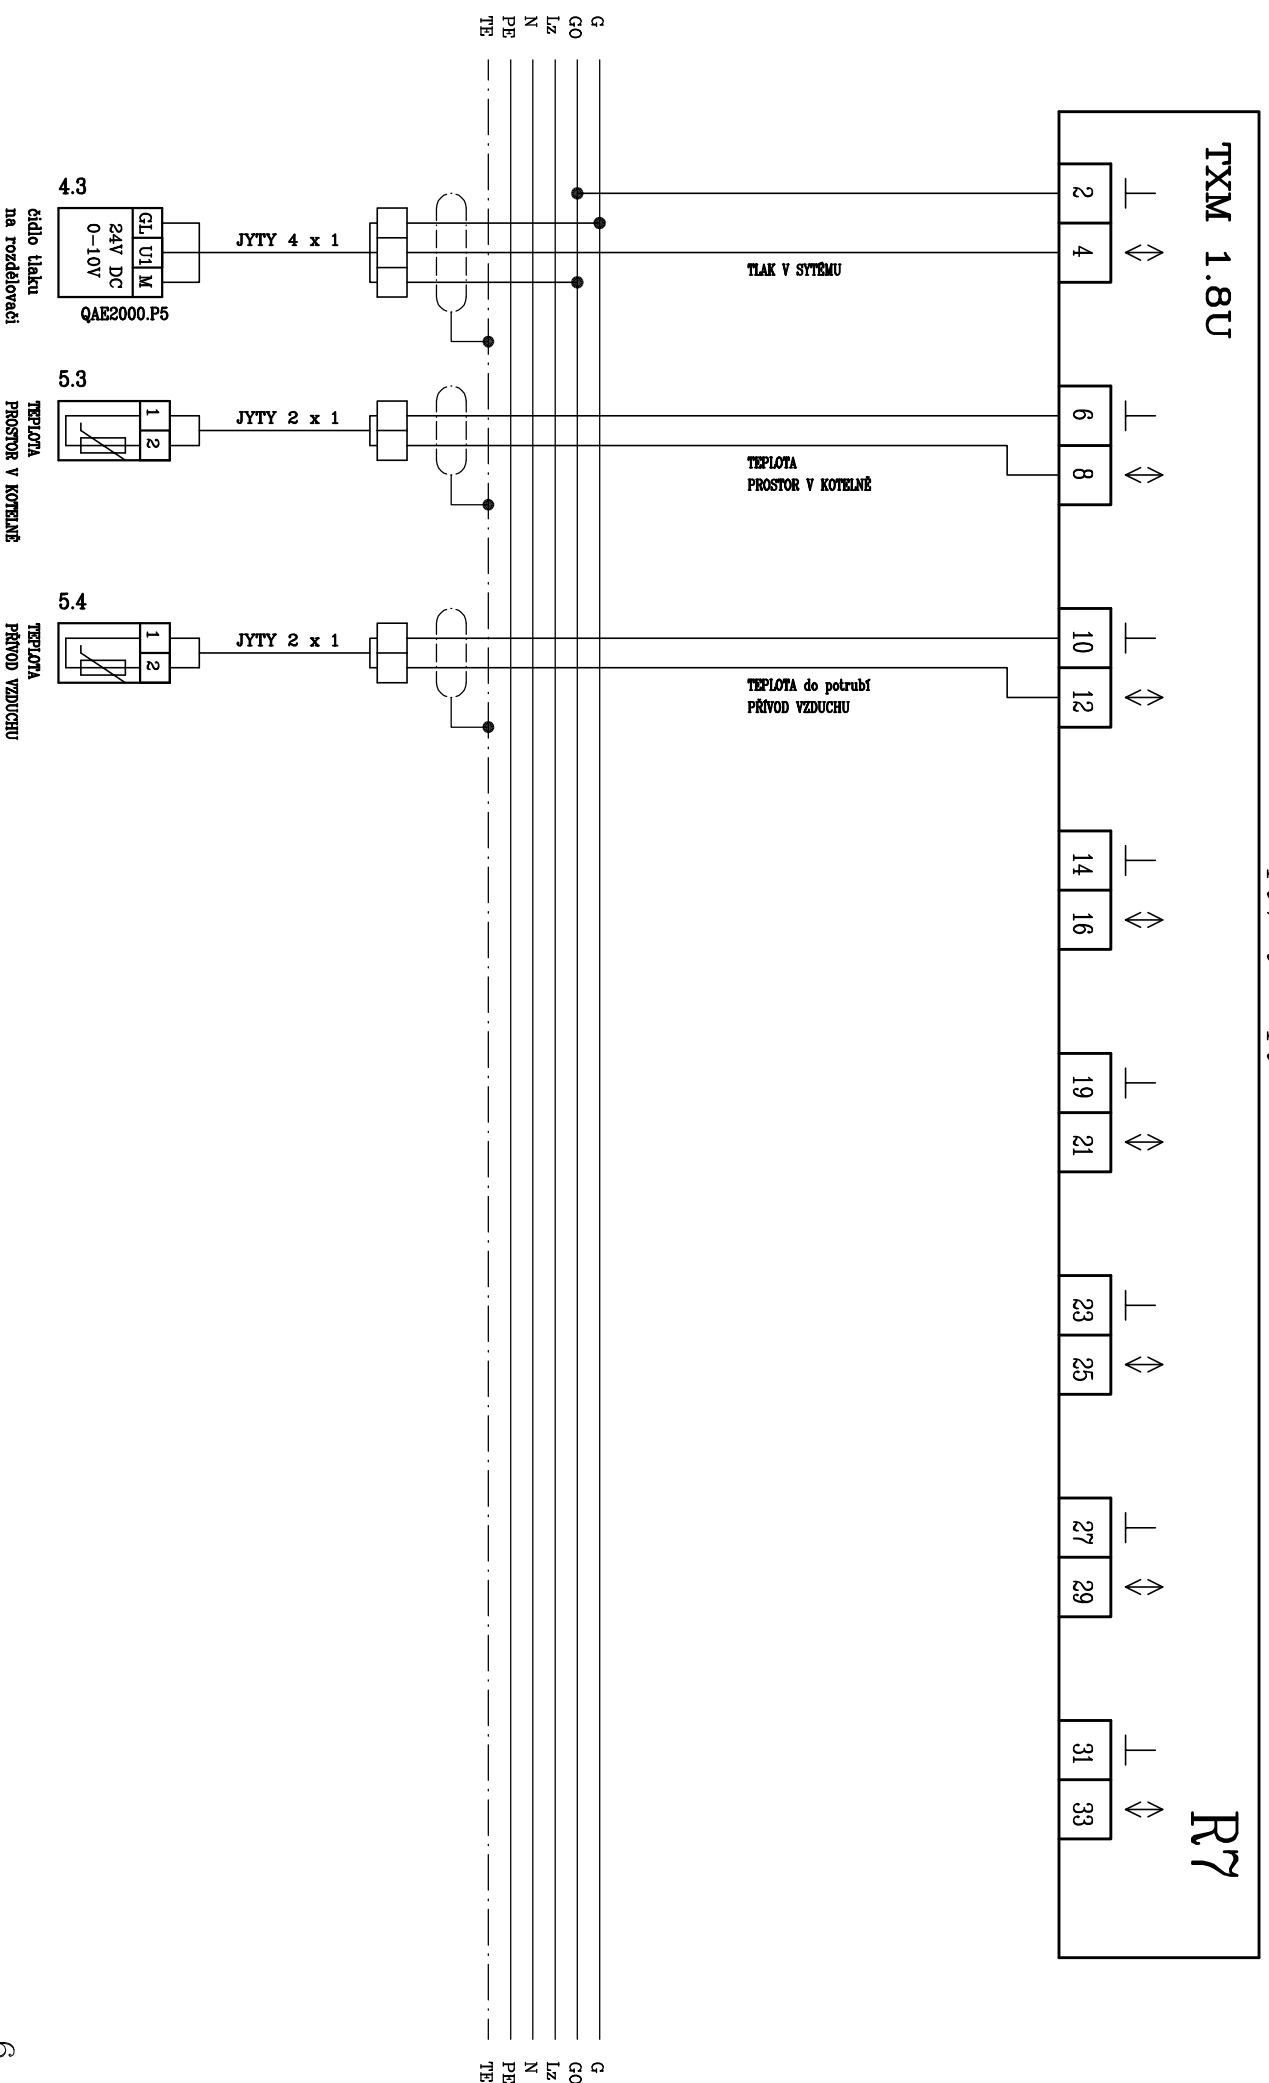 TXM 1.8U
R7
2
4
6
8
10
12
14
16
19
21
23
25
27
29
31
33
G
GO
Lz
N
PE
TE
G
GO
Lz
N
PE
TE
TLAK V SYTÉMU
TEPLOTA
PROSTOR V KOTELNĚ
TEPLOTA do potrubí
PŘÍVOD VZDUCHU
JYTY 4 x 1
JYTY 2 x 1
JYTY 2 x 1
4.3
GL
U1
M
24V DC
0-10V
QAE2000.P5
čidlo tlaku
na rozdělovači
5.3
1
2
TEPLOTA
PROSTOR V KOTELNĚ
5.4
1
2
TEPLOTA
PŘÍVOD VZDUCHU
6